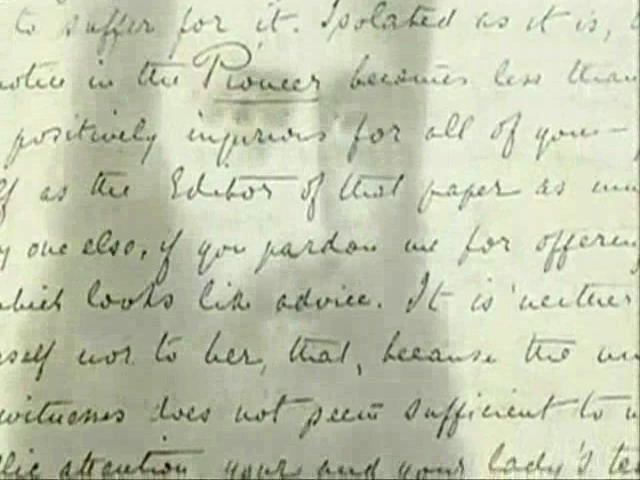 to suffer for it. Isolated as it is,
notice in the Pioneer becomes less than
positively injurious for all of you —
as the Editor of that paper as
one else, if you pardon me for offering
which looks like advice. It is neither
nor to her, that, because the
witnesses does not seem sufficient to
attention, yours and your lady's